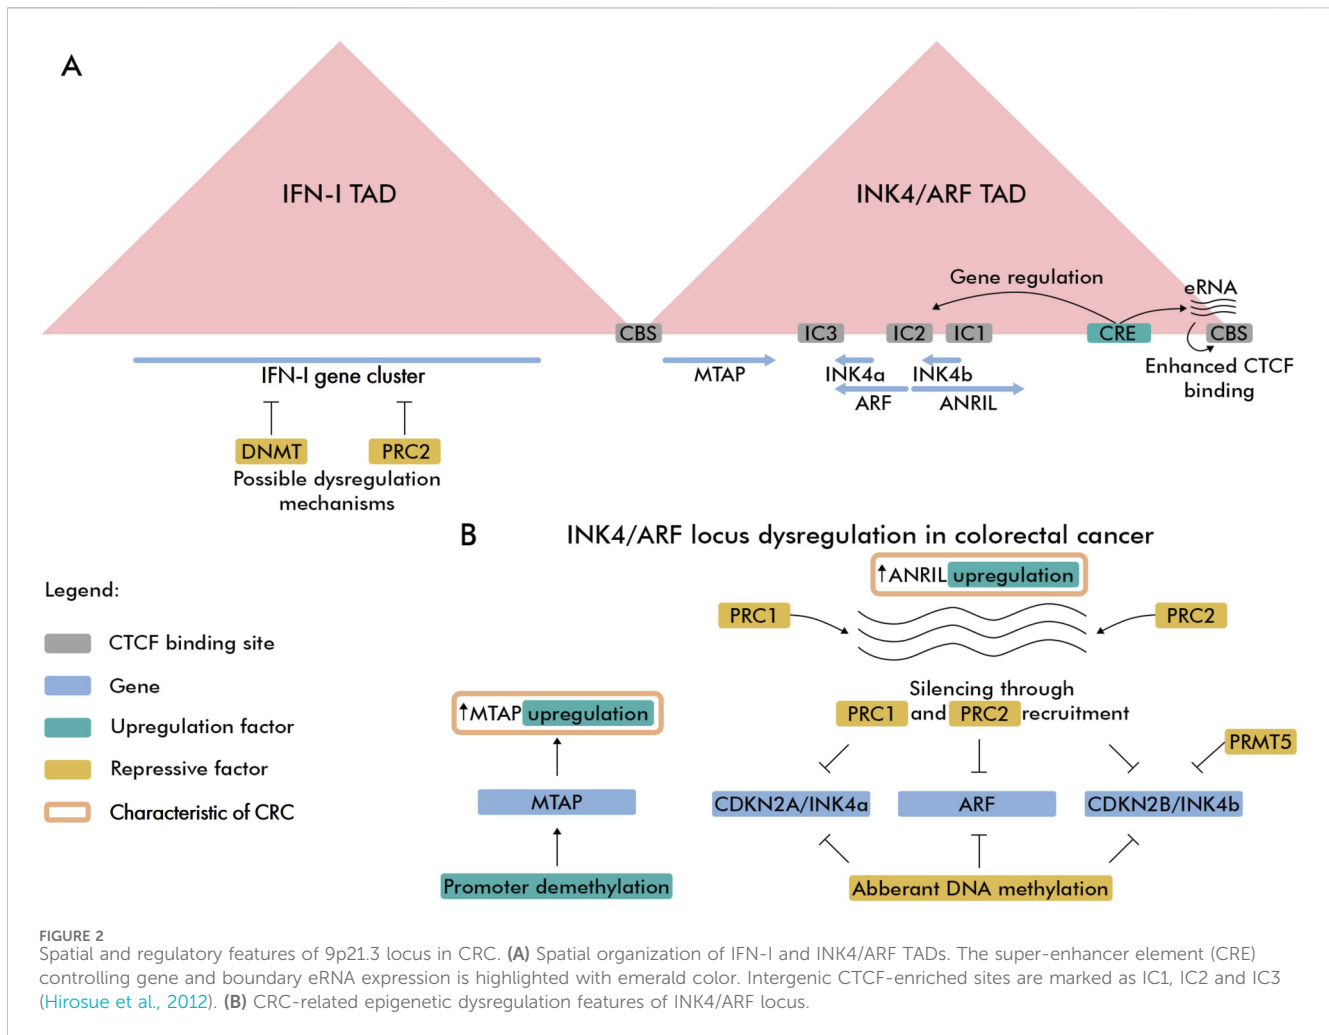 A
IFN-I TAD
INK4/ARF TAD
Gene regulation
eRNA
CBS
IC3
IC2
IC1
CRE
CBS
Enhanced CTCF
binding
IFN-I gene cluster
MTAP
INK4a
INK4b
ARF
ANRIL
DNMT
PRC2
Possible dysregulation
mechanisms
B
INK4/ARF locus dysregulation in colorectal cancer
↑ANRIL upregulation
PRC1
PRC2
Silencing through
PRC1 and PRC2 recruitment
PRMT5
↑MTAP upregulation
MTAP
CDKN2A/INK4a
ARF
CDKN2B/INK4b
Promoter demethylation
Abberant DNA methylation
Legend:
CTCF binding site
Gene
Upregulation factor
Repressive factor
Characteristic of CRC
FIGURE 2
Spatial and regulatory features of 9p21.3 locus in CRC. (A) Spatial organization of IFN-I and INK4/ARF TADs. The super-enhancer element (CRE)
controlling gene and boundary eRNA expression is highlighted with emerald color. Intergenic CTCF-enriched sites are marked as IC1, IC2 and IC3
(Hirosue et al., 2012). (B) CRC-related epigenetic dysregulation features of INK4/ARF locus.